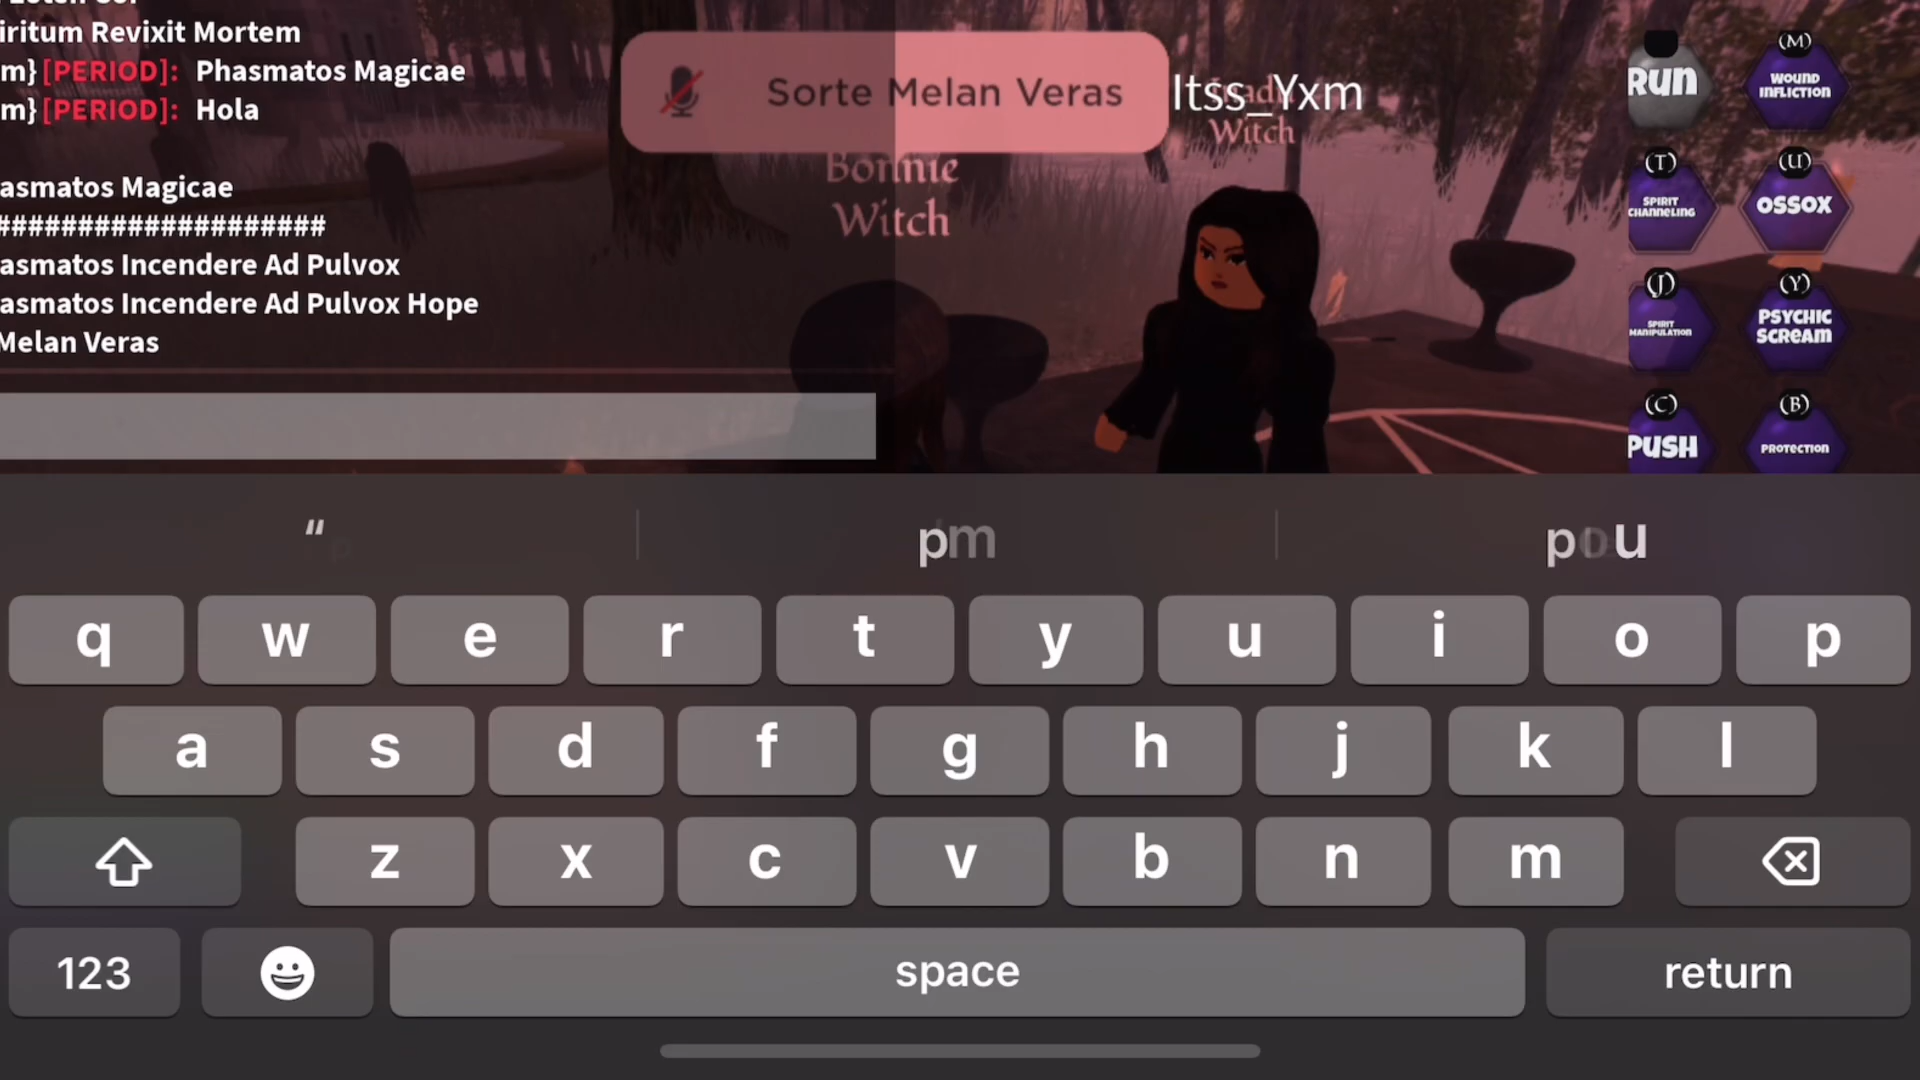 iritum Revixit Mortem
m} [PERIOD]: Phasmatos Magicae
m} [PERIOD]: Hola
asmatos Magicae
###################
asmatos Incendere Ad Pulvox
asmatos Incendere Ad Pulvox Hope
Melan Veras
Sorte Melan Veras
Itss_Yxm
Witch
Bonnie
Witch
RUN
(M)
WOUND INFLICTION
(T)
SPIRIT CHANNELING
(U)
OSSOX
(J)
SPIRIT MANIPULATION
(Y)
PSYCHIC SCREAM
(C)
PUSH
(B)
PROTECTION
“ pm pou
q w e r t y u i o p
a s d f g h j k l
z x c v b n m
123 space return